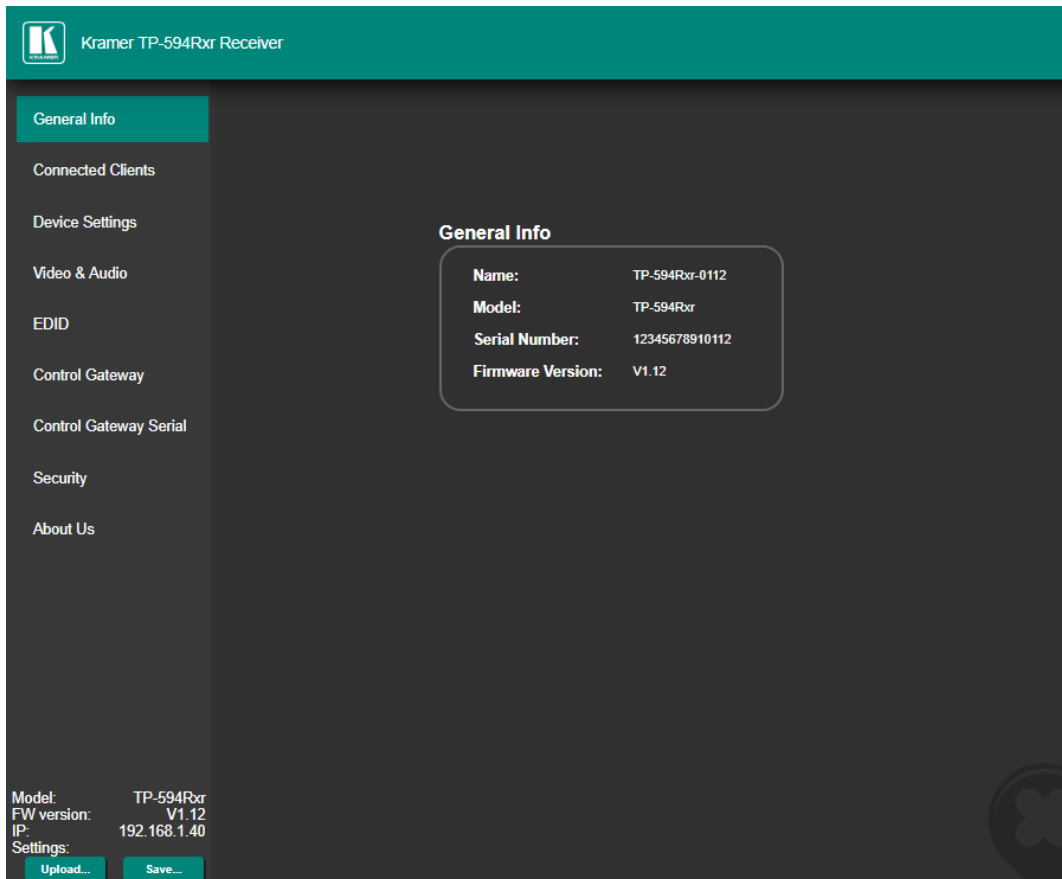 KRAMER
Kramer TP-594Rxr Receiver
General Info
Connected Clients
Device Settings
Video & Audio
EDID
Control Gateway
Control Gateway Serial
Security
About Us
General Info
Name: TP-594Rxr-0112
Model: TP-594Rxr
Serial Number: 12345678910112
Firmware Version: V1.12
Model: TP-594Rxr
FW version: V1.12
IP: 192.168.1.40
Settings:
Upload... Save...